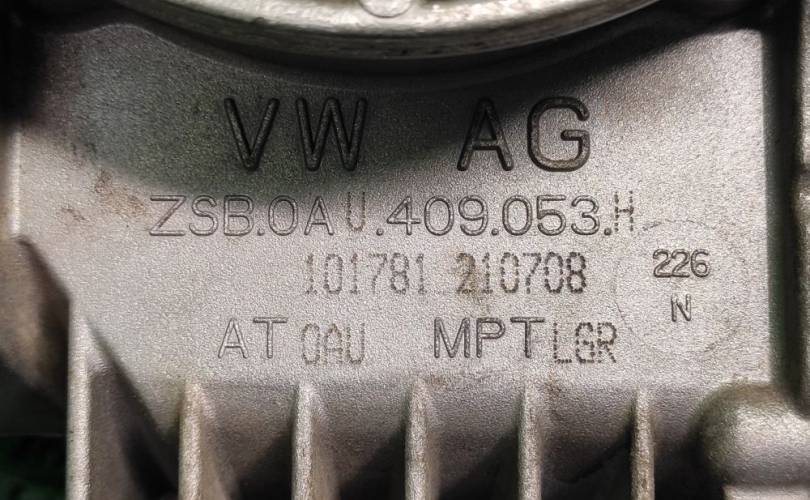 VW AG
ZSB.0AU.409.053.H
101781 210708
226
N
AT 0AU MPT LGR